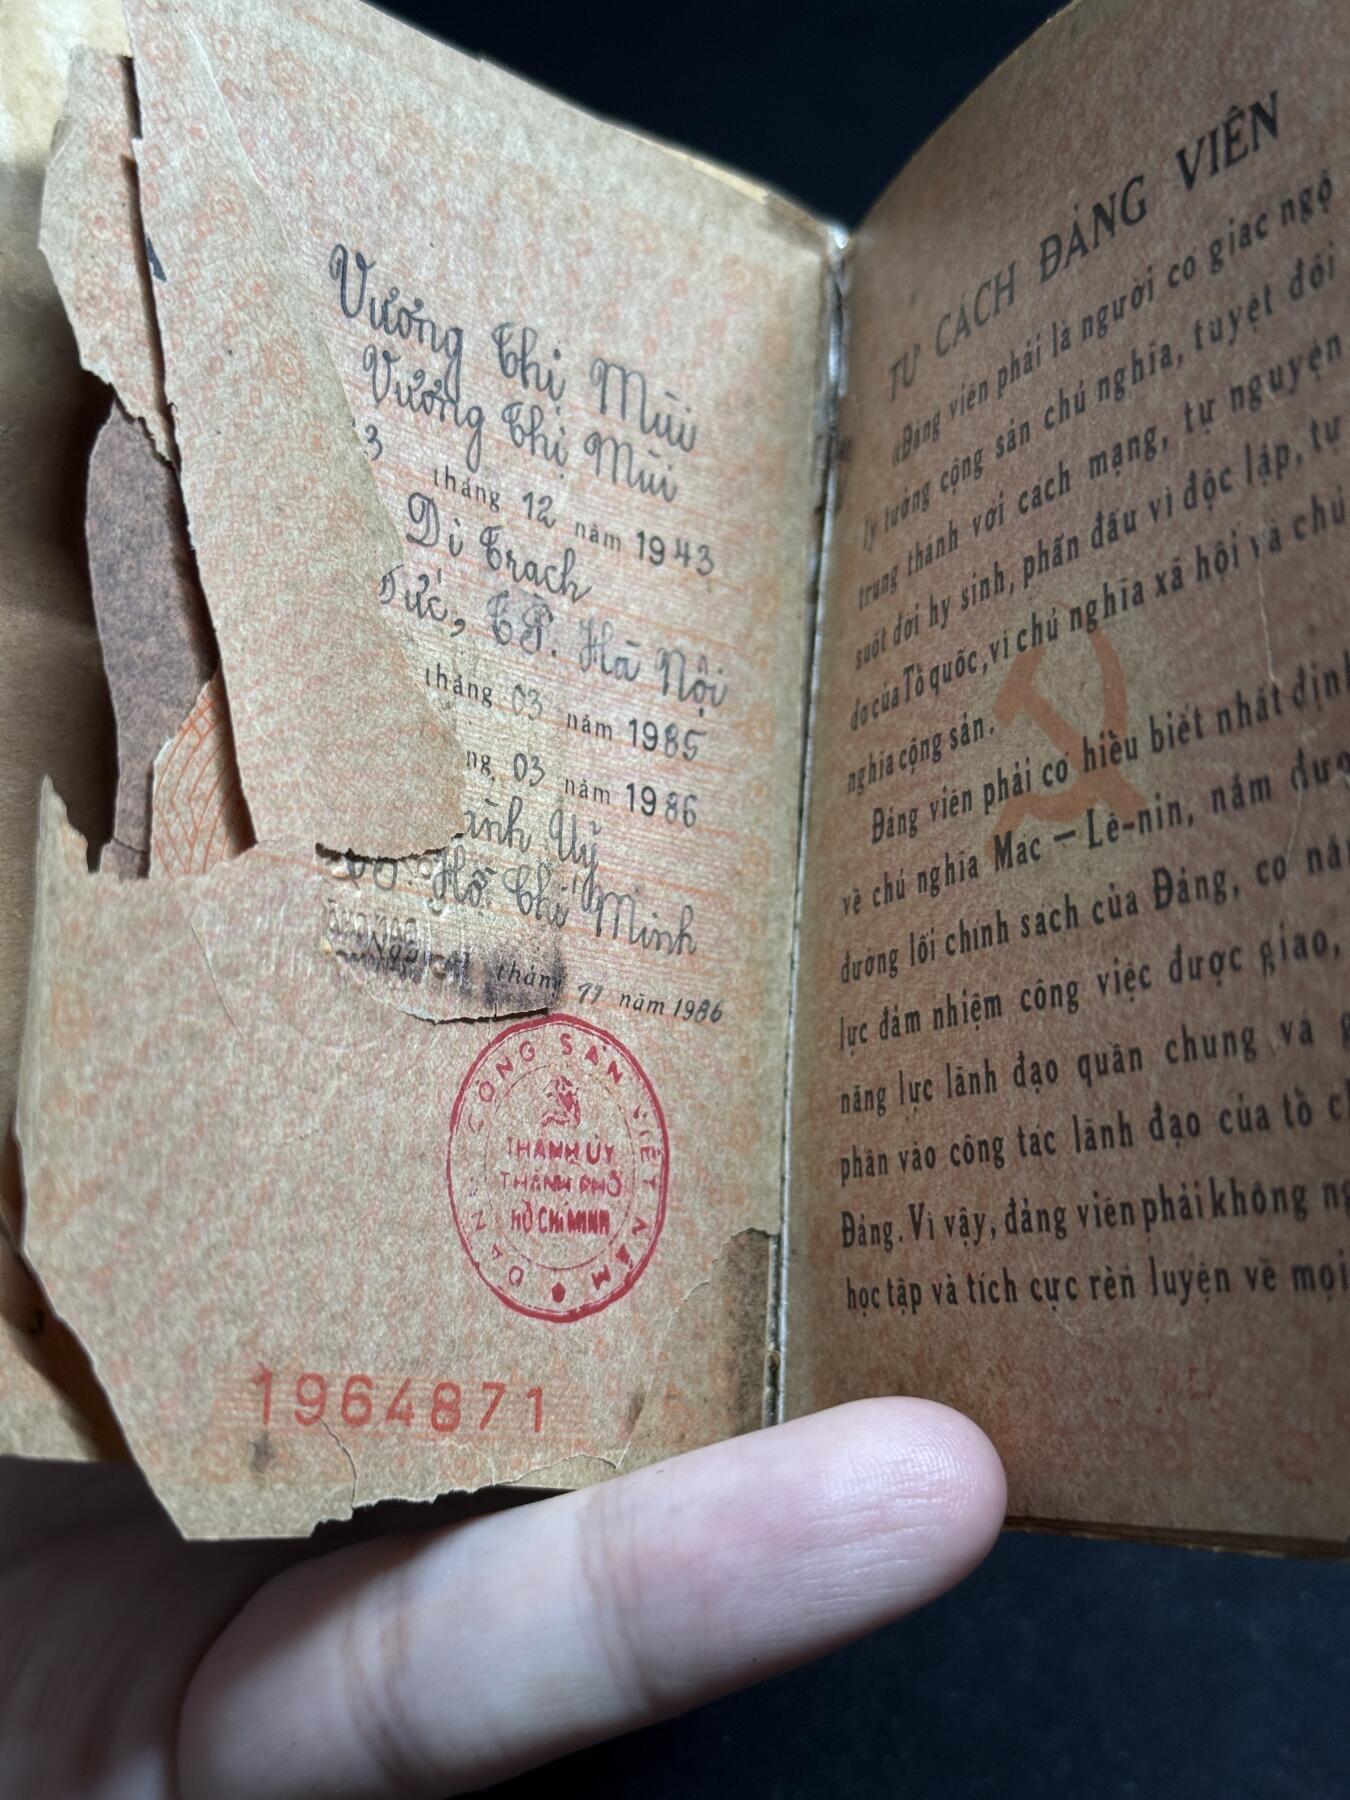 Vương Thị Mùi
Vương Thị Mùi
3 tháng 12 năm 1943
Di Trạch
Đức, TP. Hà Nội
tháng 03 năm 1985
ng 03 năm 1986
ành Uỷ
Hồ Chí Minh
tháng 11 năm 1986
ĐẢNG CỘNG SẢN VIỆT NAM
THÀNH ỦY
THÀNH PHỐ
HỒ CHÍ MINH
1964871
TƯ CÁCH ĐẢNG VIÊN
«Đảng viên phải là người có giác ngộ
lý tưởng cộng sản chủ nghĩa, tuyệt đối
trung thành với cách mạng, tự nguyện
suốt đời hy sinh, phấn đấu vì độc lập, tự
do của Tổ quốc, vì chủ nghĩa xã hội và chủ
nghĩa cộng sản.
Đảng viên phải có hiểu biết nhất định
về chủ nghĩa Mác — Lê-nin, nắm đượ
đường lối chính sách của Đảng, có nă
lực đảm nhiệm công việc được giao,
năng lực lãnh đạo quần chúng và g
phần vào công tác lãnh đạo của tổ ch
Đảng. Vì vậy, đảng viên phải không ng
học tập và tích cực rèn luyện về mọi